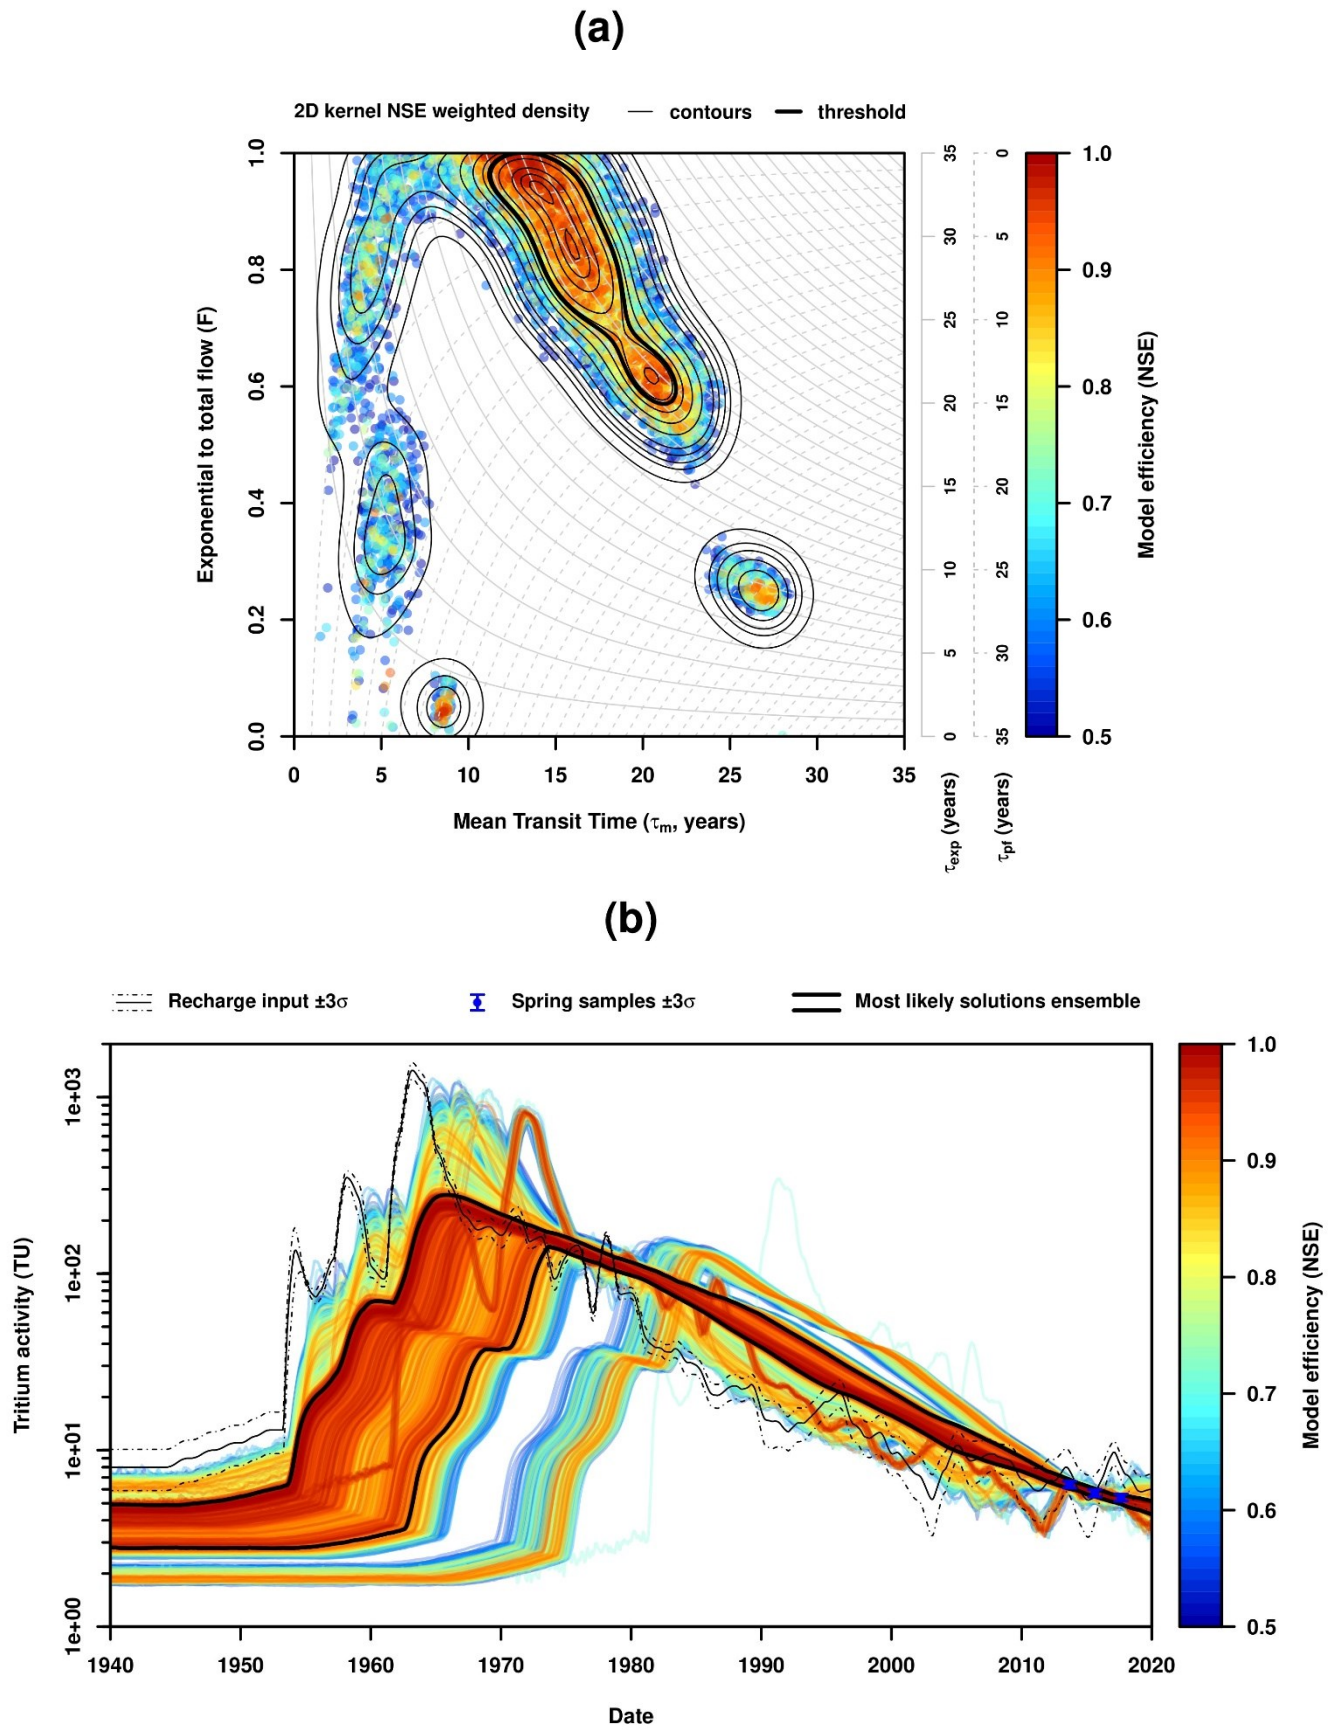 (a)
2D kernel NSE weighted density contours threshold
Exponential to total flow (F)
1.0
0.8
0.6
0.4
0.2
0.0
0 5 10 15 20 25 30 35
Mean Transit Time (τm, years)
35
30
25
20
15
10
5
0
τexp (years)
0
5
10
15
20
25
30
35
τpf (years)
1.0
0.9
0.8
0.7
0.6
0.5
Model efficiency (NSE)
(b)
Recharge input ±3σ Spring samples ±3σ Most likely solutions ensemble
Tritium activity (TU)
1e+03
1e+02
1e+01
1e+00
1940 1950 1960 1970 1980 1990 2000 2010 2020
Date
1.0
0.9
0.8
0.7
0.6
0.5
Model efficiency (NSE)